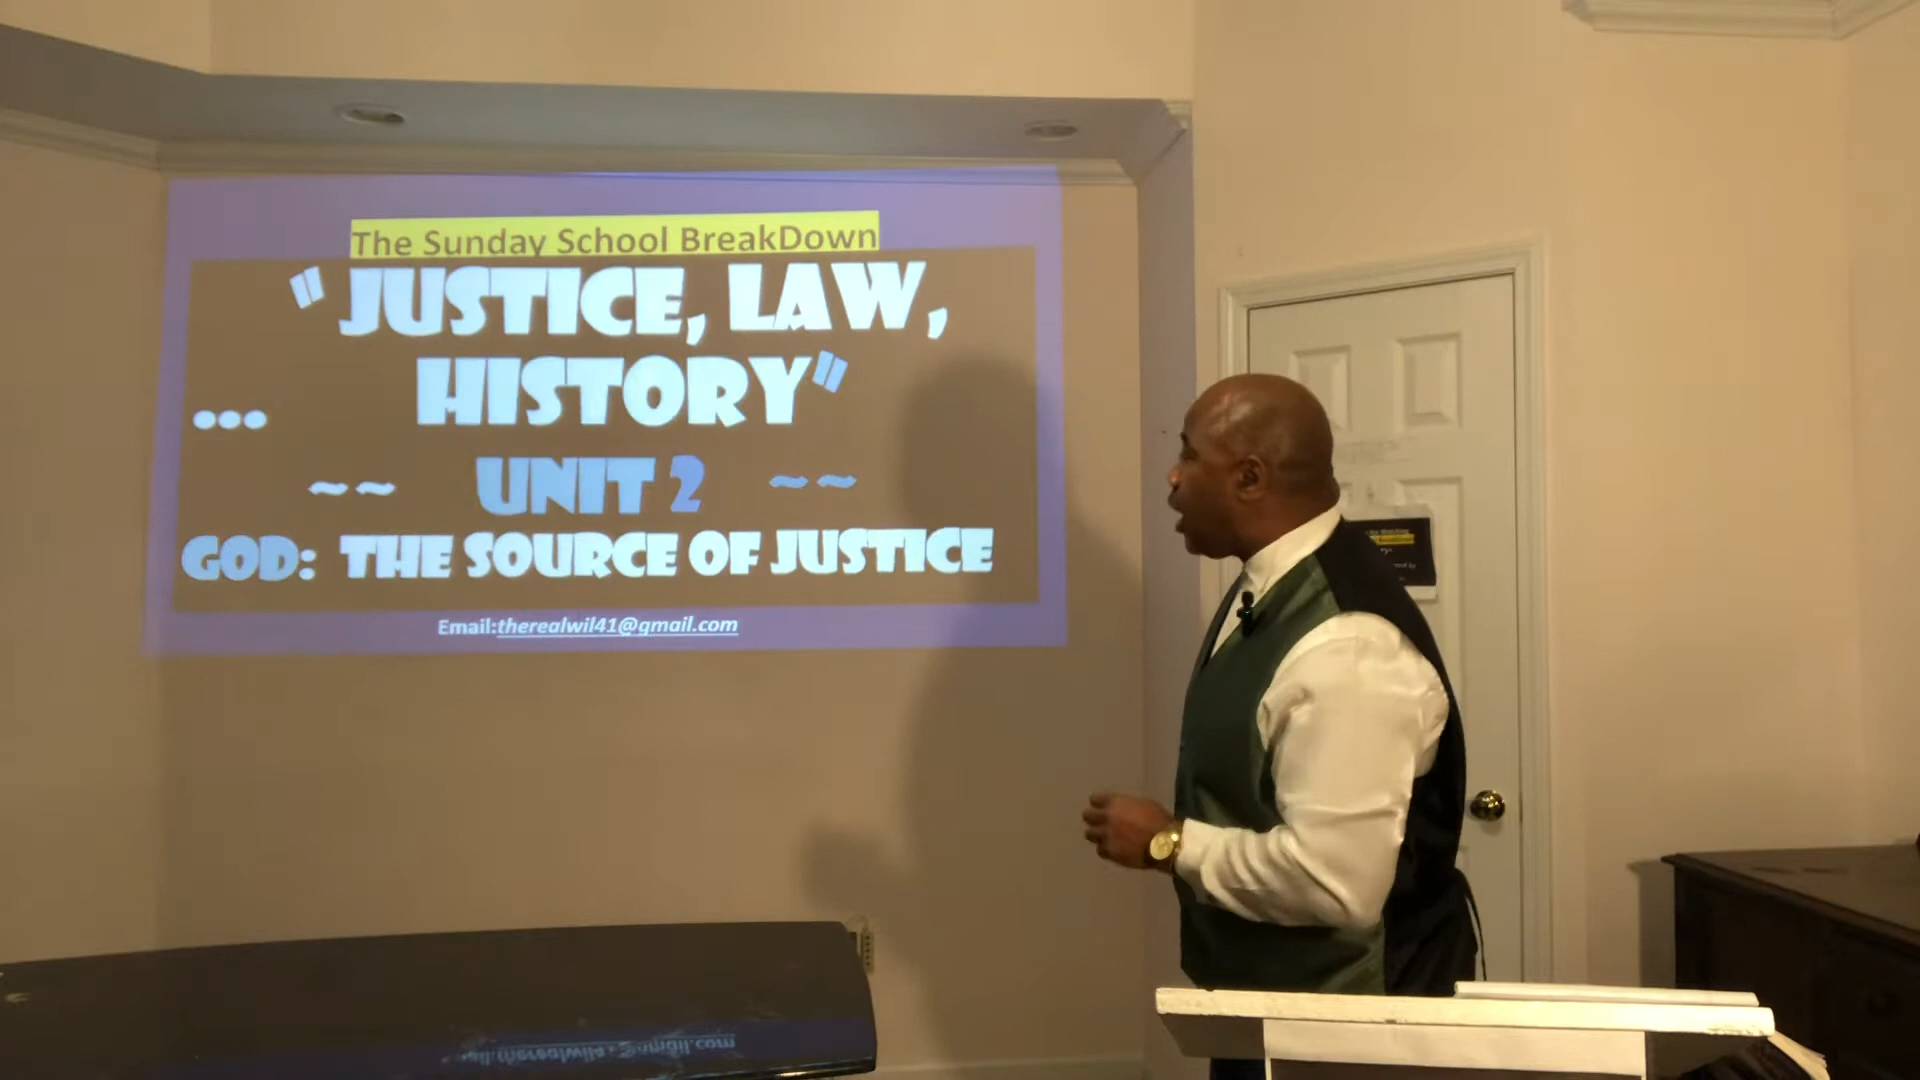 The Sunday School BreakDown
" JUSTICE, LAW,
... HISTORY"
~~ UNIT 2 ~~
GOD: THE SOURCE OF JUSTICE
Email:therealwil41@gmail.com